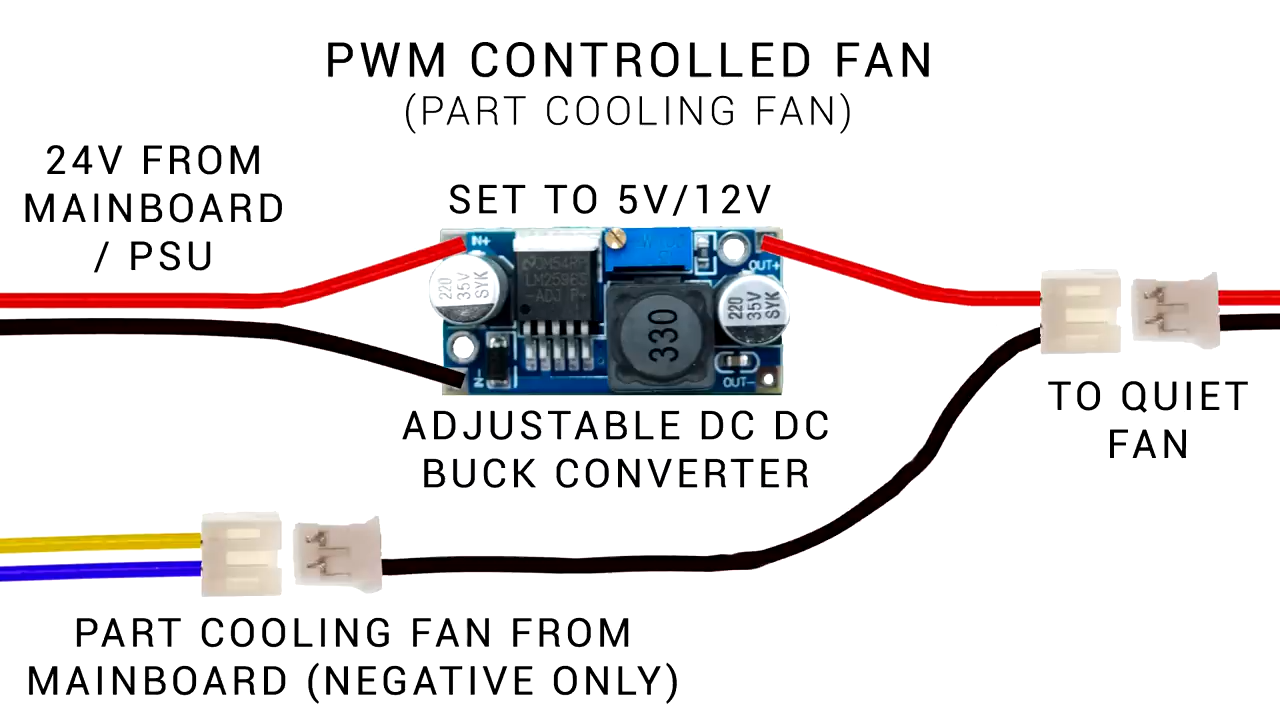 PWM CONTROLLED FAN
(PART COOLING FAN)
24V FROM
MAINBOARD
/ PSU
SET TO 5V/12V
IN+
OUT+
220
35V
SYK
LM2596S
-ADJ P+
330
220
35V
SYK
IN-
OUT-
TO QUIET
FAN
ADJUSTABLE DC DC
BUCK CONVERTER
PART COOLING FAN FROM
MAINBOARD (NEGATIVE ONLY)